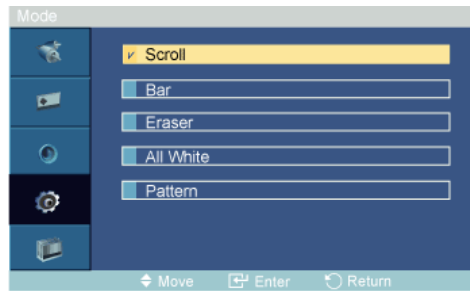 Mode
Scroll
Bar
Eraser
All White
Pattern
Move Enter Return